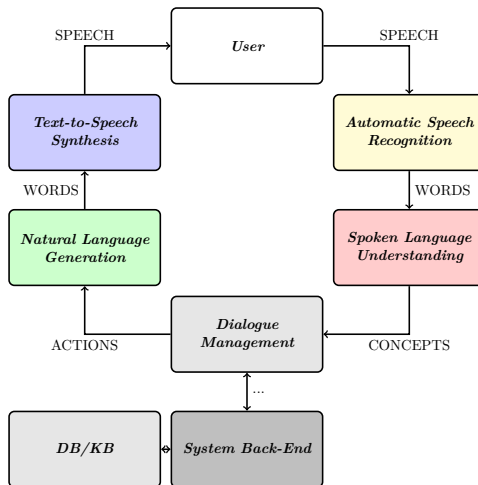 SPEECH
User
SPEECH
Text-to-Speech
Synthesis
Automatic Speech
Recognition
WORDS
WORDS
Natural Language
Generation
Spoken Language
Understanding
Dialogue
Management
ACTIONS
CONCEPTS
...
DB/KB
System Back-End